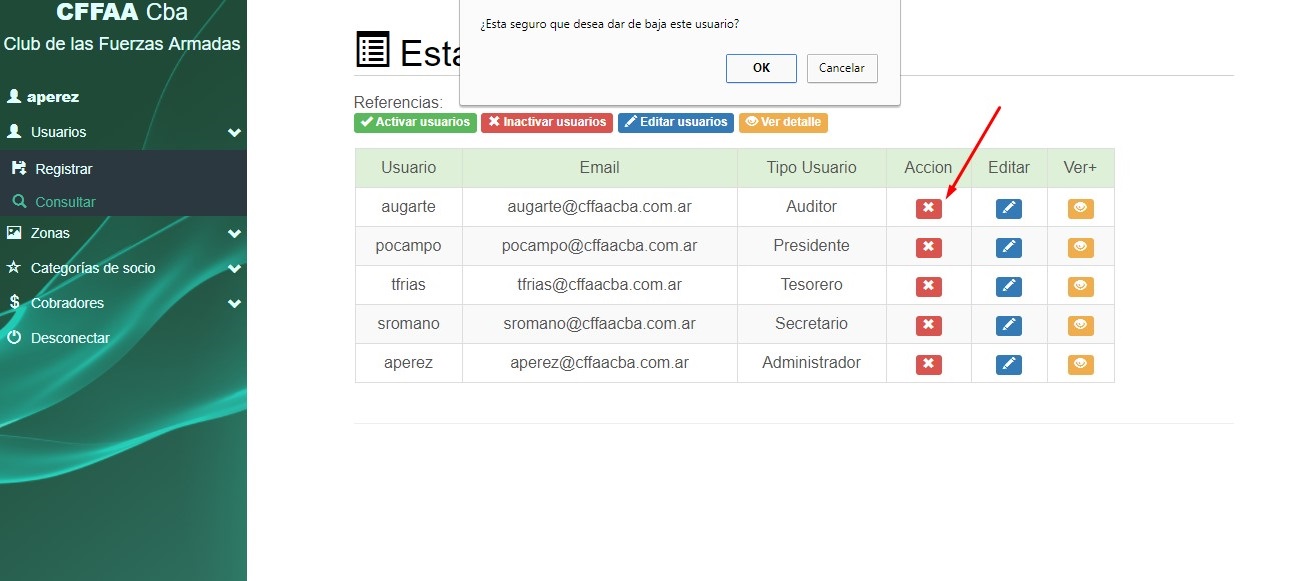 CFFAA Cba
Club de las Fuerzas Armadas
aperez
Usuarios
Registrar
Consultar
Zonas
Categorías de socio
Cobradores
Desconectar
¿Esta seguro que desea dar de baja este usuario?
OK Cancelar
Esta
Referencias:
Activar usuarios Inactivar usuarios Editar usuarios Ver detalle
Usuario Email Tipo Usuario Accion Editar Ver+
augarte augarte@cffaacba.com.ar Auditor
pocampo pocampo@cffaacba.com.ar Presidente
tfrias tfrias@cffaacba.com.ar Tesorero
sromano sromano@cffaacba.com.ar Secretario
aperez aperez@cffaacba.com.ar Administrador